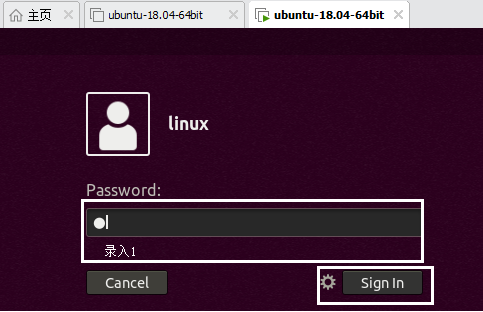 主页 ubuntu-18.04-64bit ubuntu-18.04-64bit
linux
Password:
录入1
Cancel Sign In